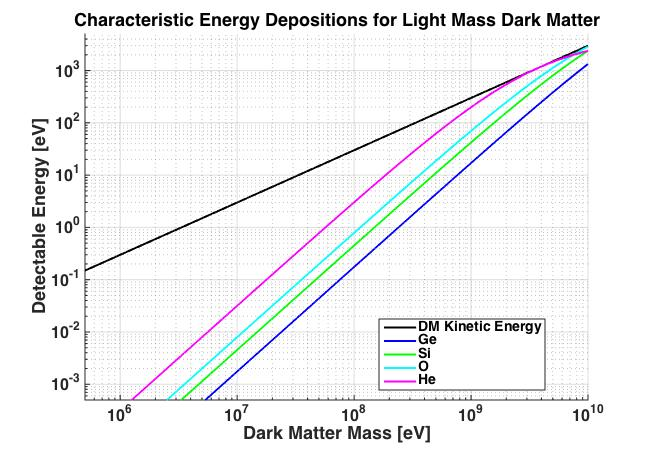 Characteristic Energy Depositions for Light Mass Dark Matter
Detectable Energy [eV]
10^3
10^2
10^1
10^0
10^-1
10^-2
10^-3
DM Kinetic Energy
Ge
Si
O
He
10^6 10^7 10^8 10^9 10^10
Dark Matter Mass [eV]